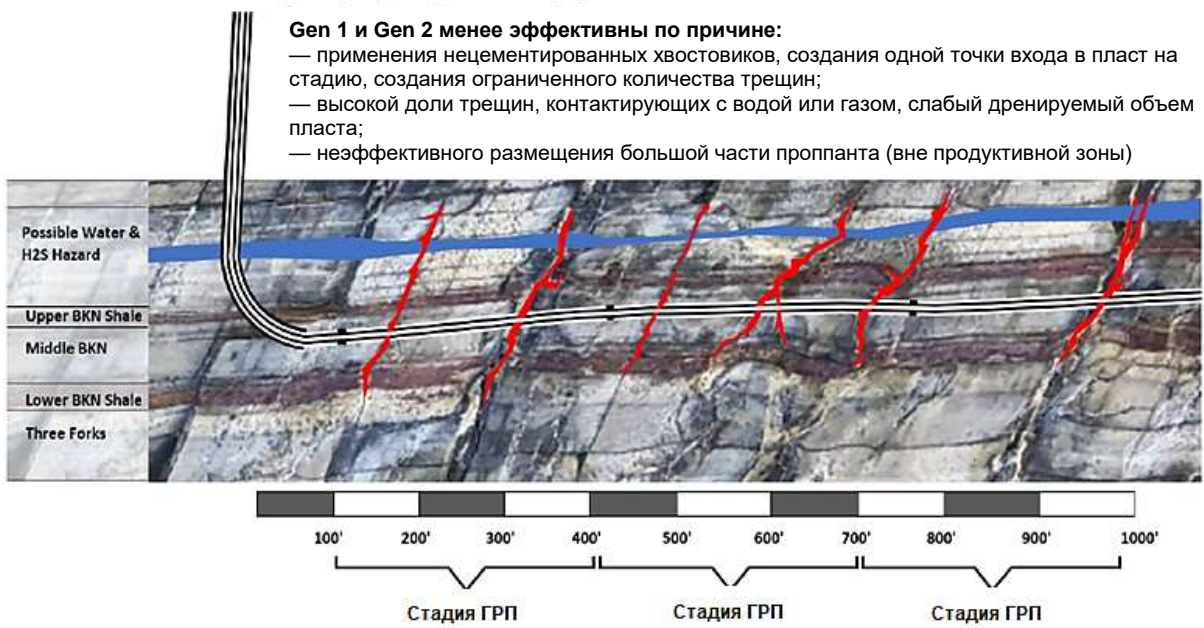 Gen 1 и Gen 2 менее эффективны по причине:
— применения нецементированных хвостовиков, создания одной точки входа в пласт на
стадию, создания ограниченного количества трещин;
— высокой доли трещин, контактирующих с водой или газом, слабый дренируемый объем
пласта;
— неэффективного размещения большой части проппанта (вне продуктивной зоны)
Possible Water &
H2S Hazard
Upper BKN Shale
Middle BKN
Lower BKN Shale
Three Forks
100' 200' 300' 400' 500' 600' 700' 800' 900' 1000'
Стадия ГРП Стадия ГРП Стадия ГРП